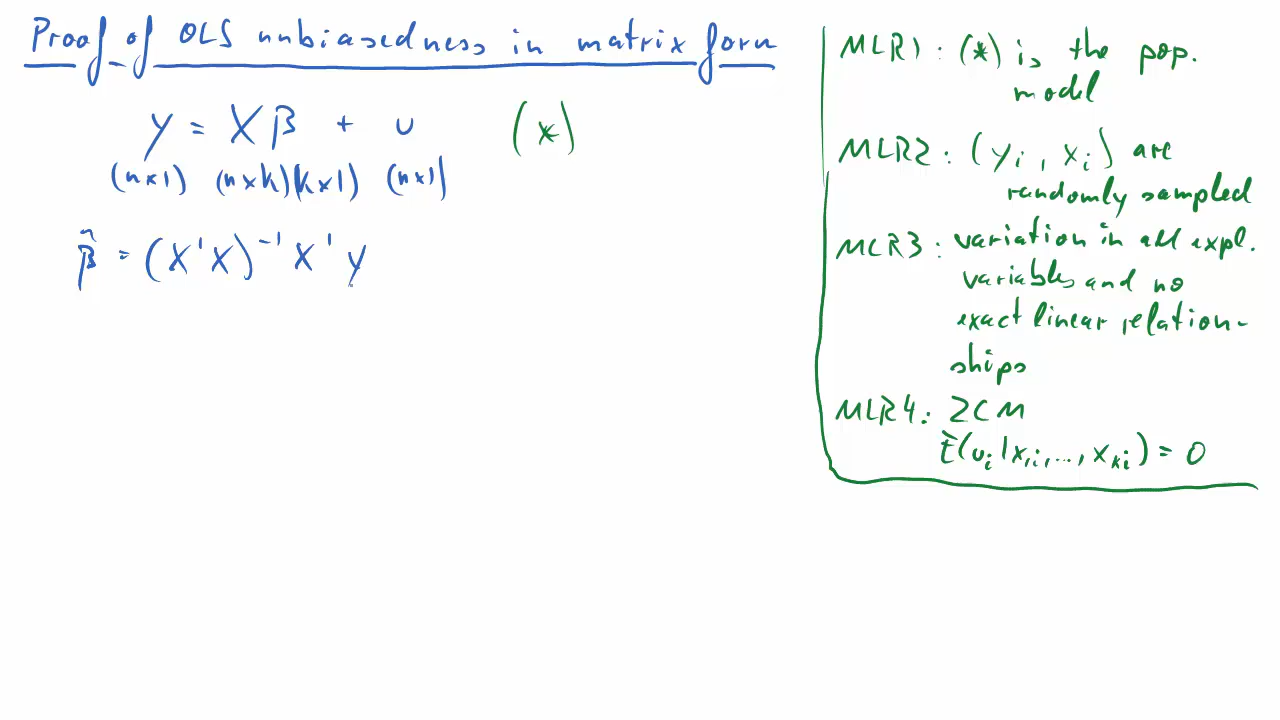 Proof of OLS unbiasedness in matrix form
y = Xβ + u (*)
(n×1) (n×k)(k×1) (n×1)
β̂ = (X'X)⁻¹ X'y
MLR1: (*) is the pop.
model
MLR2: (yi, xi) are
randomly sampled
MLR3: variation in all expl.
variables and no
exact linear relation-
ships
MLR4: ZCM
E(ui|x1i,...,xki) = 0